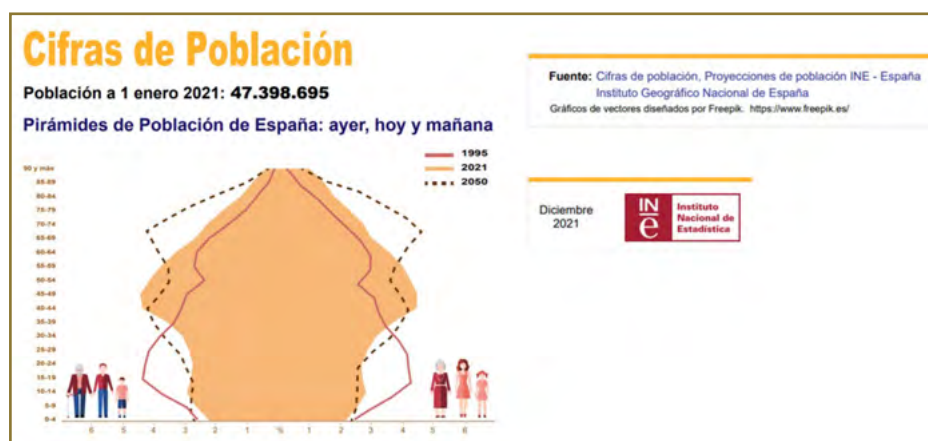 Cifras de Población
Población a 1 enero 2021: 47.398.695
Pirámides de Población de España: ayer, hoy y mañana
Fuente: Cifras de población, Proyecciones de población INE - España
Instituto Geográfico Nacional de España
Gráficos de vectores diseñados por Freepik. https://www.freepik.es/
Diciembre
2021
INe
Instituto
Nacional de
Estadística
1995
2021
2050
90 y más
85-89
80-84
75-79
70-74
65-69
60-64
55-59
50-54
45-49
40-44
35-39
30-34
25-29
20-24
15-19
10-14
5-9
0-4
6 5 4 3 2 1 % 1 2 3 4 5 6